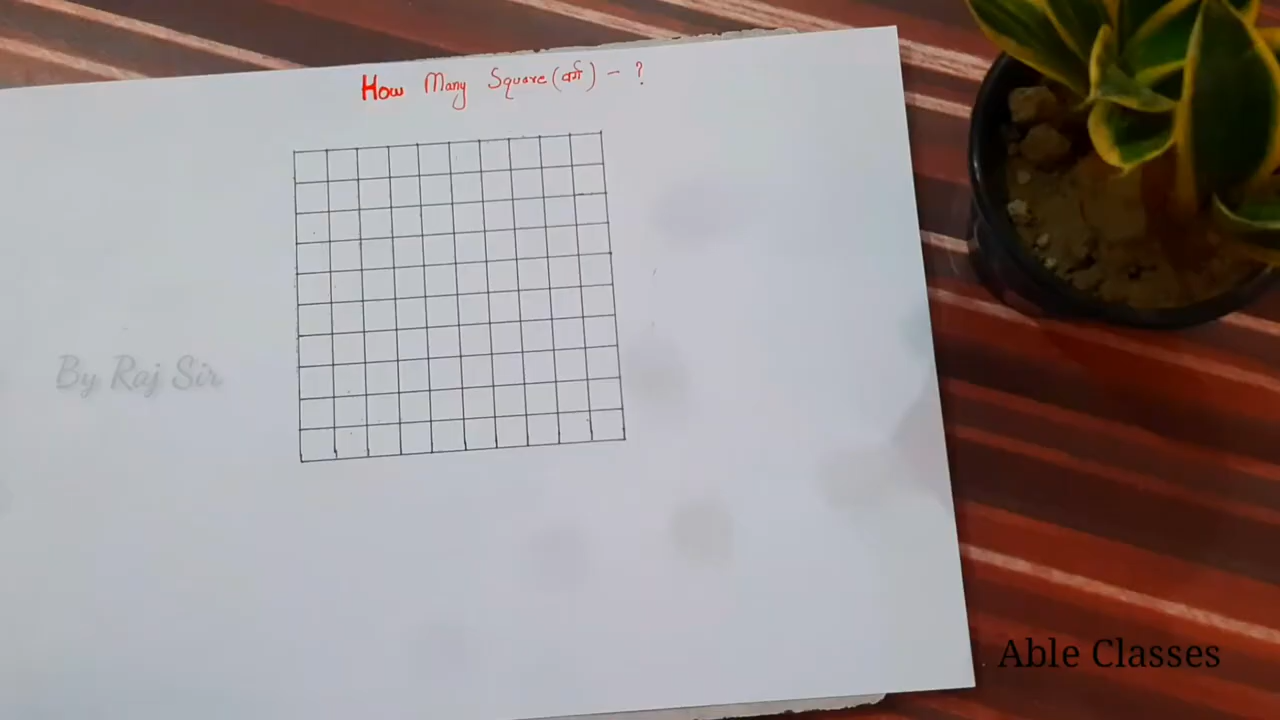 How Many Square (वर्ग) - ?
By Raj Sir
Able Classes